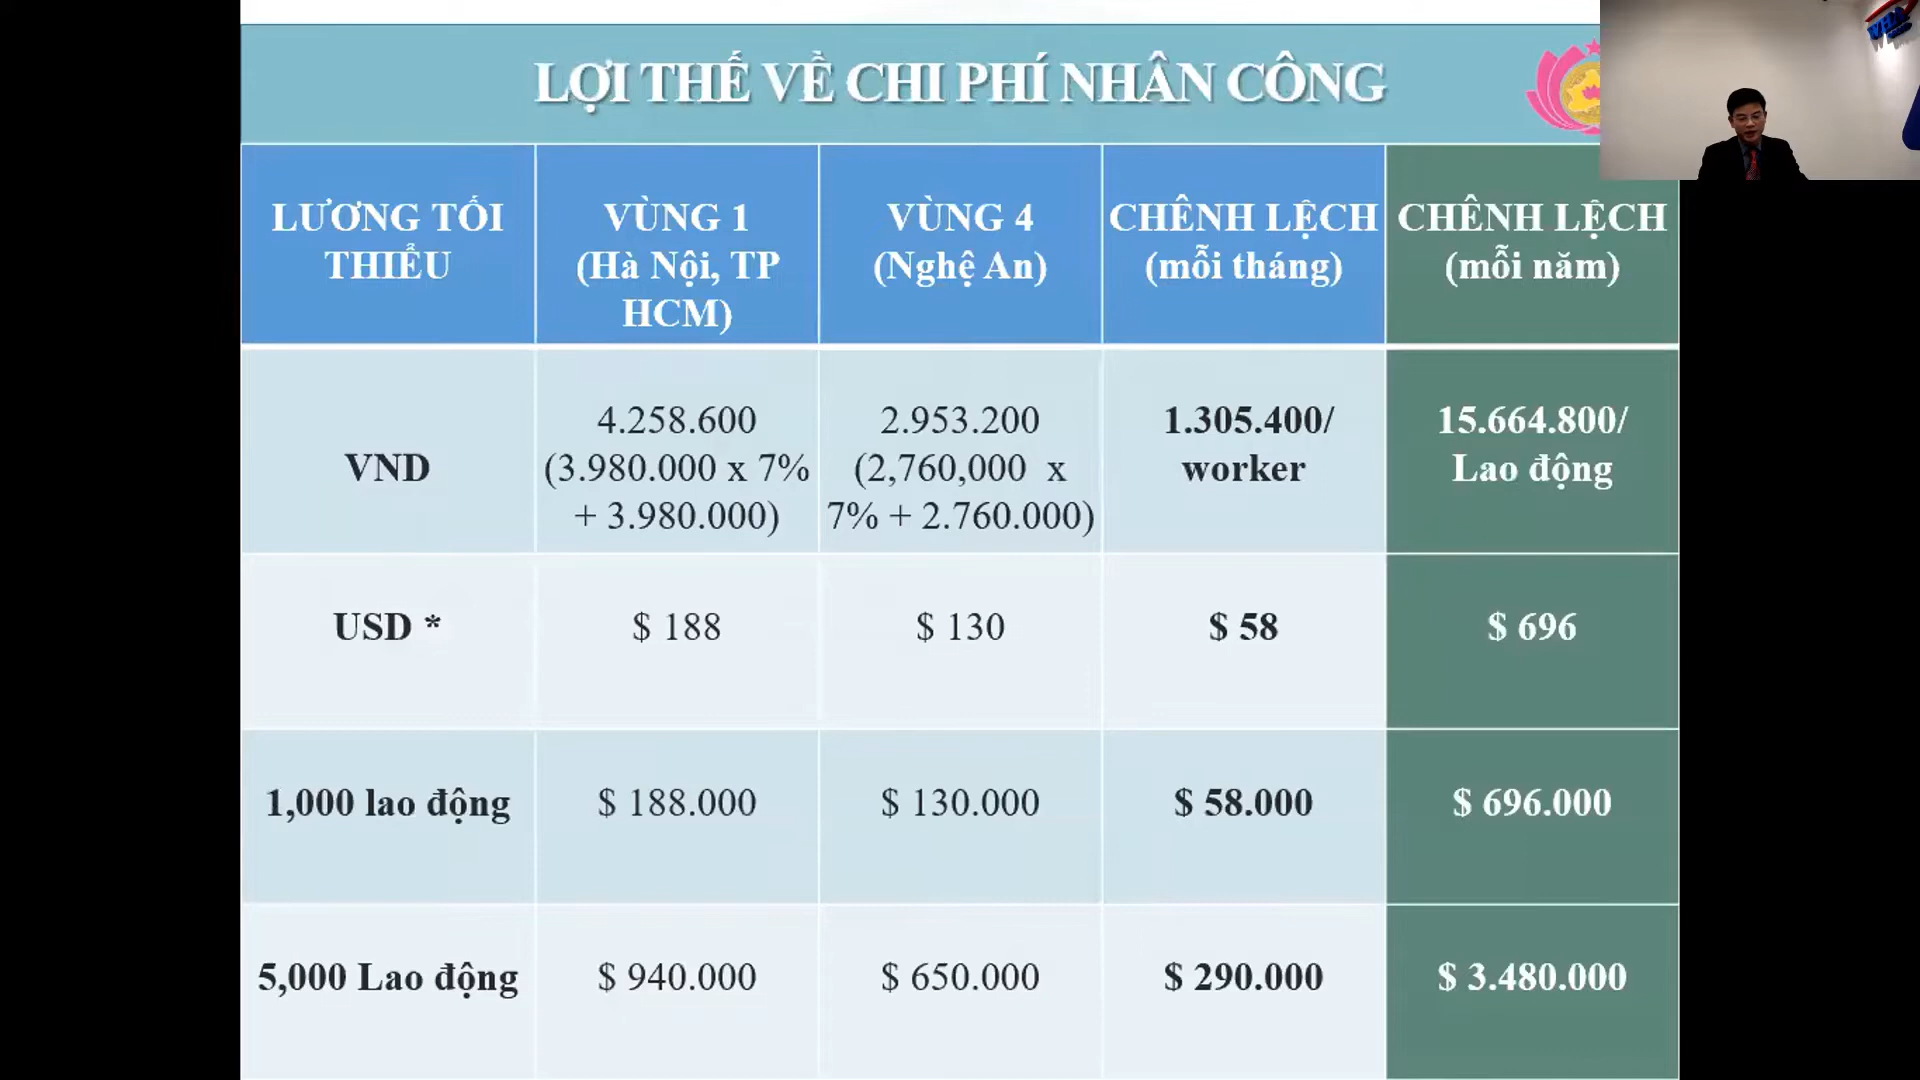 LỢI THẾ VỀ CHI PHÍ NHÂN CÔNG
WHA
LƯƠNG TỐI
THIỂU
VÙNG 1
(Hà Nội, TP
HCM)
VÙNG 4
(Nghệ An)
CHÊNH LỆCH
(mỗi tháng)
CHÊNH LỆCH
(mỗi năm)
VND
4.258.600
(3.980.000 x 7%
+ 3.980.000)
2.953.200
(2,760,000 x
7% + 2.760.000)
1.305.400/
worker
15.664.800/
Lao động
USD *
$ 188
$ 130
$ 58
$ 696
1,000 lao động
$ 188.000
$ 130.000
$ 58.000
$ 696.000
5,000 Lao động
$ 940.000
$ 650.000
$ 290.000
$ 3.480.000